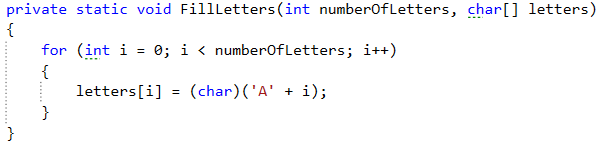 private static void FillLetters(int numberOfLetters, char[] letters)
{
    for (int i = 0; i < numberOfLetters; i++)
    {
        letters[i] = (char)('A' + i);
    }
}